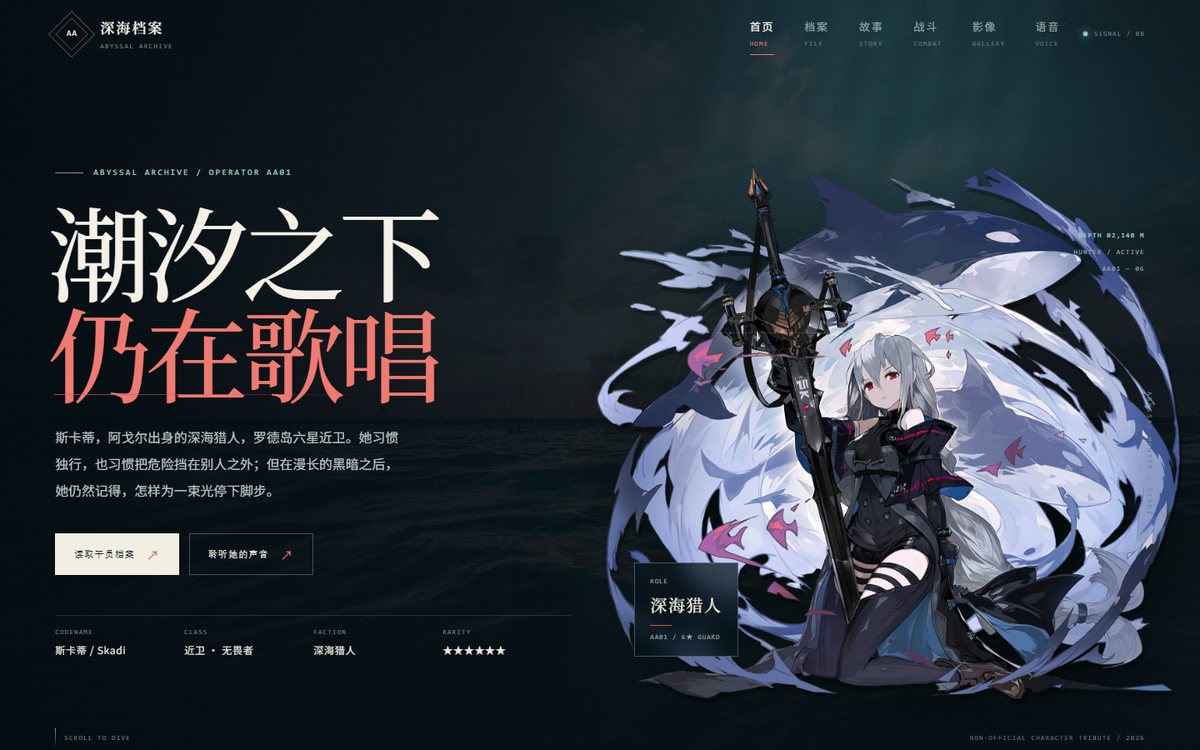 AA
深海档案
ABYSSAL ARCHIVE
首页
HOME
档案
FILE
故事
STORY
战斗
COMBAT
影像
GALLERY
语音
VOICE
SIGNAL / 08
ABYSSAL ARCHIVE / OPERATOR AA01
潮汐之下
仍在歌唱
斯卡蒂，阿戈尔出身的深海猎人，罗德岛六星近卫。她习惯
独行，也习惯把危险挡在别人之外；但在漫长的黑暗之后，
她仍然记得，怎样为一束光停下脚步。
读取干员档案 ↗
聆听她的声音 ↗
DEPTH 02,140 M
HUNTER / ACTIVE
AA01 — 06
ROLE
深海猎人
AA01 / 6★ GUARD
CODENAME
斯卡蒂 / Skadi
CLASS
近卫 · 无畏者
FACTION
深海猎人
RARITY
★★★★★★
SCROLL TO DIVE
NON-OFFICIAL CHARACTER TRIBUTE / 2026